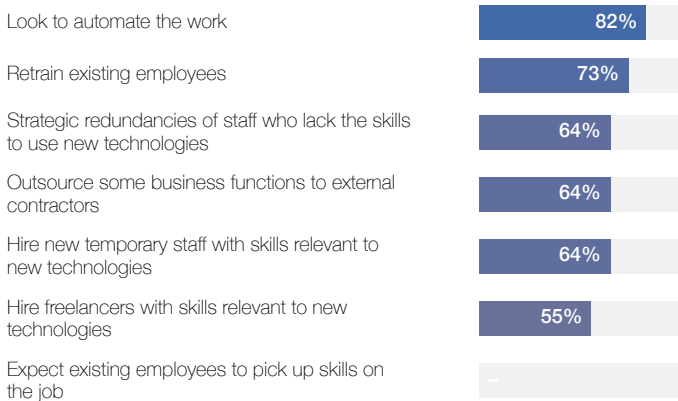 Look to automate the work 82%
Retrain existing employees 73%
Strategic redundancies of staff who lack the skills
to use new technologies 64%
Outsource some business functions to external
contractors 64%
Hire new temporary staff with skills relevant to
new technologies 64%
Hire freelancers with skills relevant to new
technologies 55%
Expect existing employees to pick up skills on
the job –